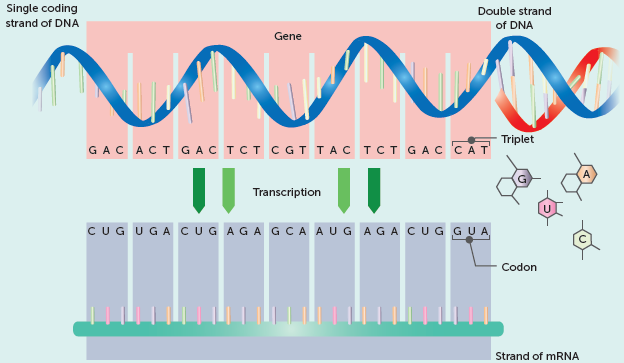 Single coding
strand of DNA
Double strand
of DNA
Gene
G A C A C T G A C T C T C G T T A C T C T G A C C A T
Triplet
G
A
U
C
Transcription
C U G U G A C U G A G A G C A A U G A G A C U G G U A
Codon
Strand of mRNA